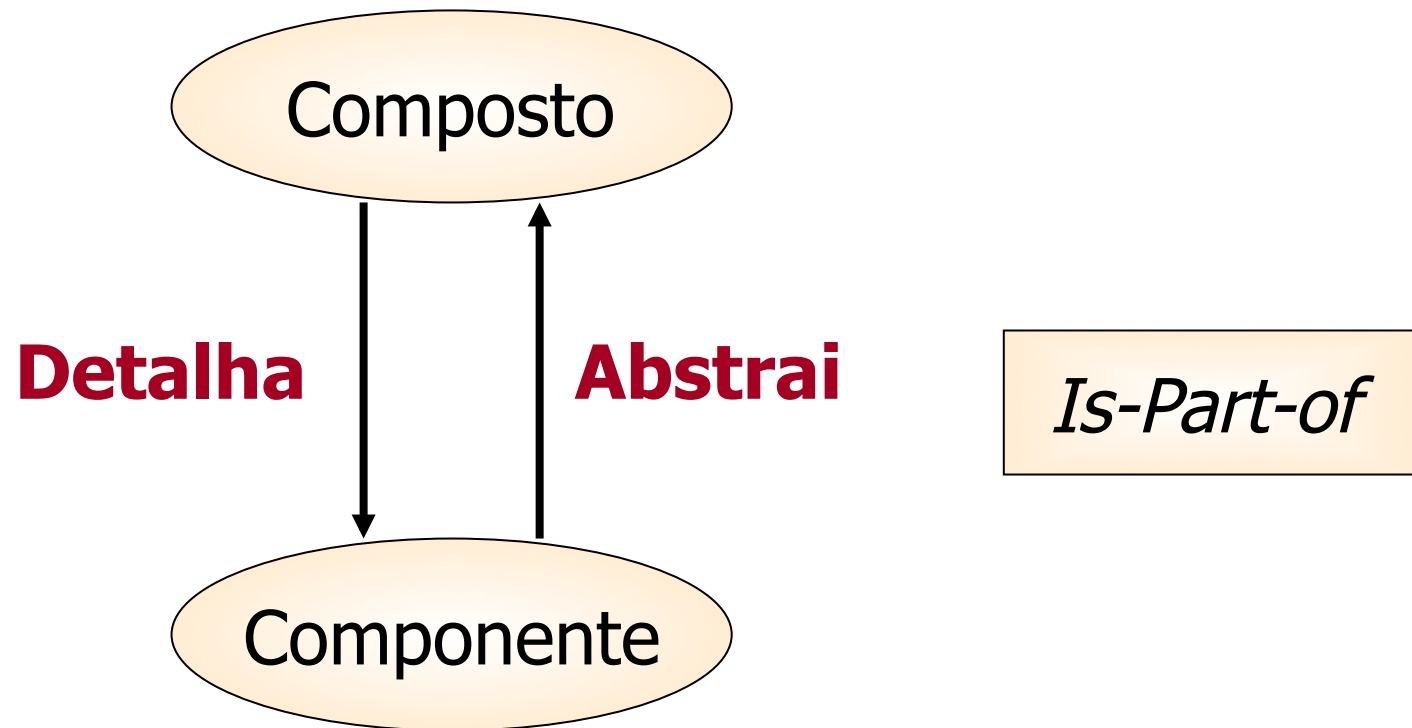 Composto
Detalha
Abstrai
Is-Part-of
Componente